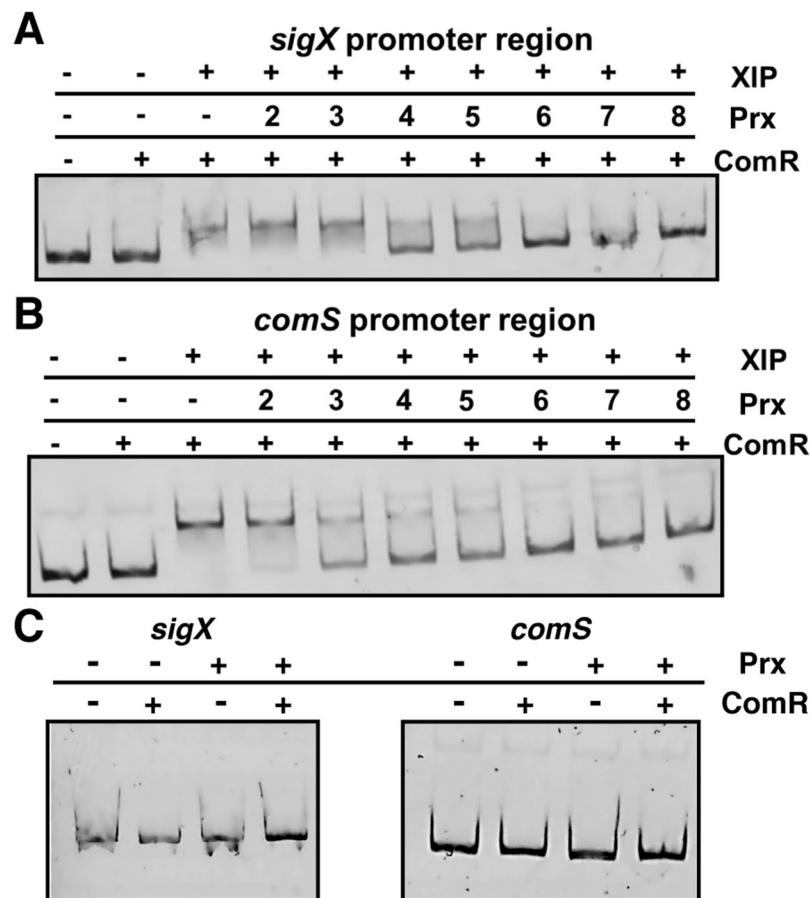 A
sigX promoter region
- - + + + + + + + + XIP
- - - 2 3 4 5 6 7 8 Prx
- + + + + + + + + + ComR
B
comS promoter region
- - + + + + + + + + XIP
- - - 2 3 4 5 6 7 8 Prx
- + + + + + + + + + ComR
C
sigX comS
- - + + - - + + Prx
- + - + - + - + ComR